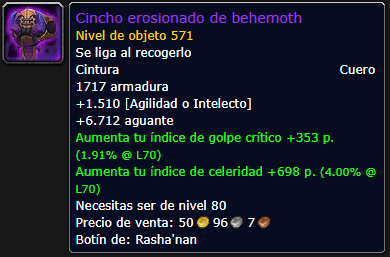 Cincho erosionado de behemoth
Nivel de objeto 571
Se liga al recogerlo
Cintura Cuero
1717 armadura
+1.510 [Agilidad o Intelecto]
+6.712 aguante
Aumenta tu índice de golpe crítico +353 p.
(1.91% @ L70)
Aumenta tu índice de celeridad +698 p. (4.00% @
L70)
Necesitas ser de nivel 80
Precio de venta: 50 96 7
Botín de: Rasha'nan